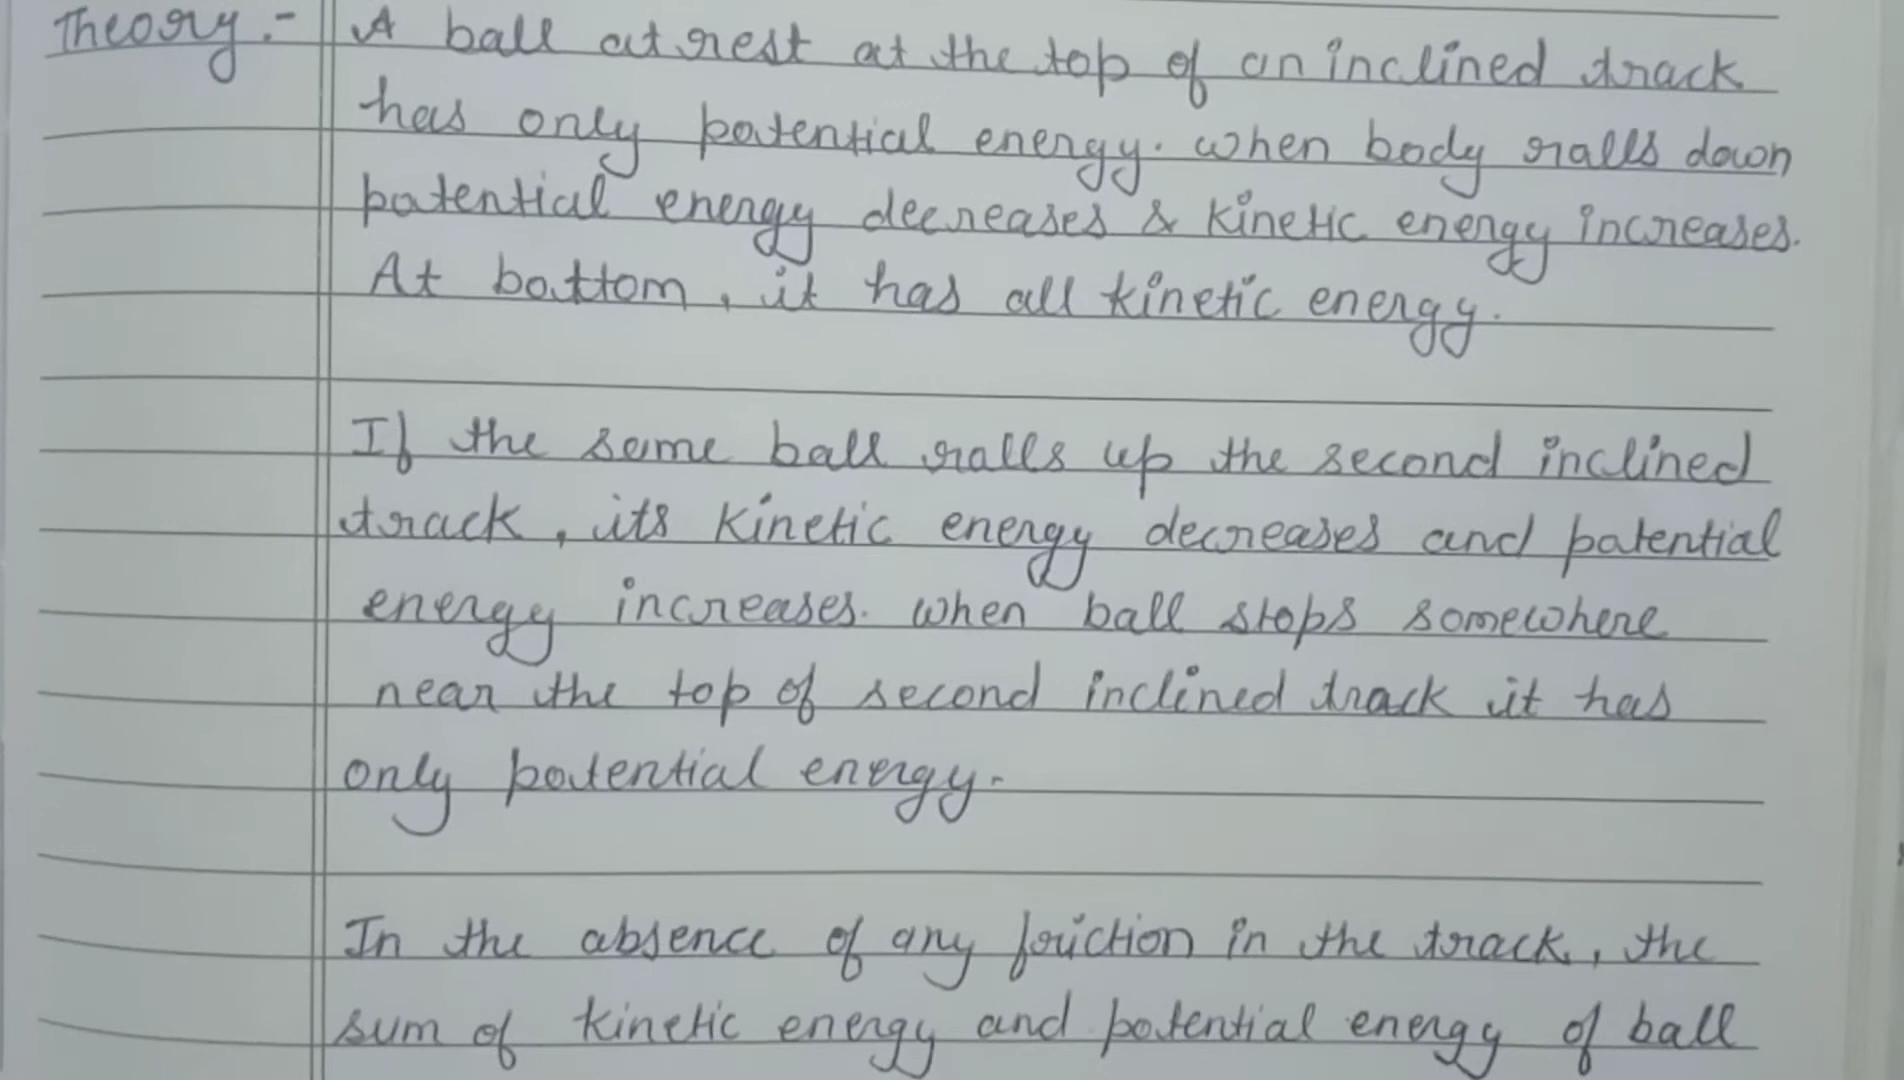 Theory :- A ball at rest at the top of an inclined track
has only potential energy. when body rolls down
potential energy decreases & kinetic energy increases.
At bottom, it has all kinetic energy.
If the same ball rolls up the second inclined
track, its kinetic energy decreases and potential
energy increases. when ball stops somewhere
near the top of second inclined track it has
only potential energy.
In the absence of any friction in the track, the
sum of kinetic energy and potential energy of ball